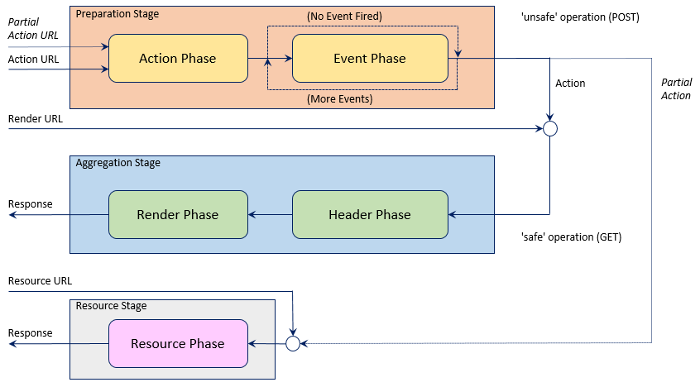 Preparation Stage
(No Event Fired)
'unsafe' operation (POST)
Partial
Action URL
Action URL
Action Phase
Event Phase
(More Events)
Action
Partial
Action
Render URL
Aggregation Stage
Response
Render Phase
Header Phase
'safe' operation (GET)
Resource URL
Resource Stage
Response
Resource Phase